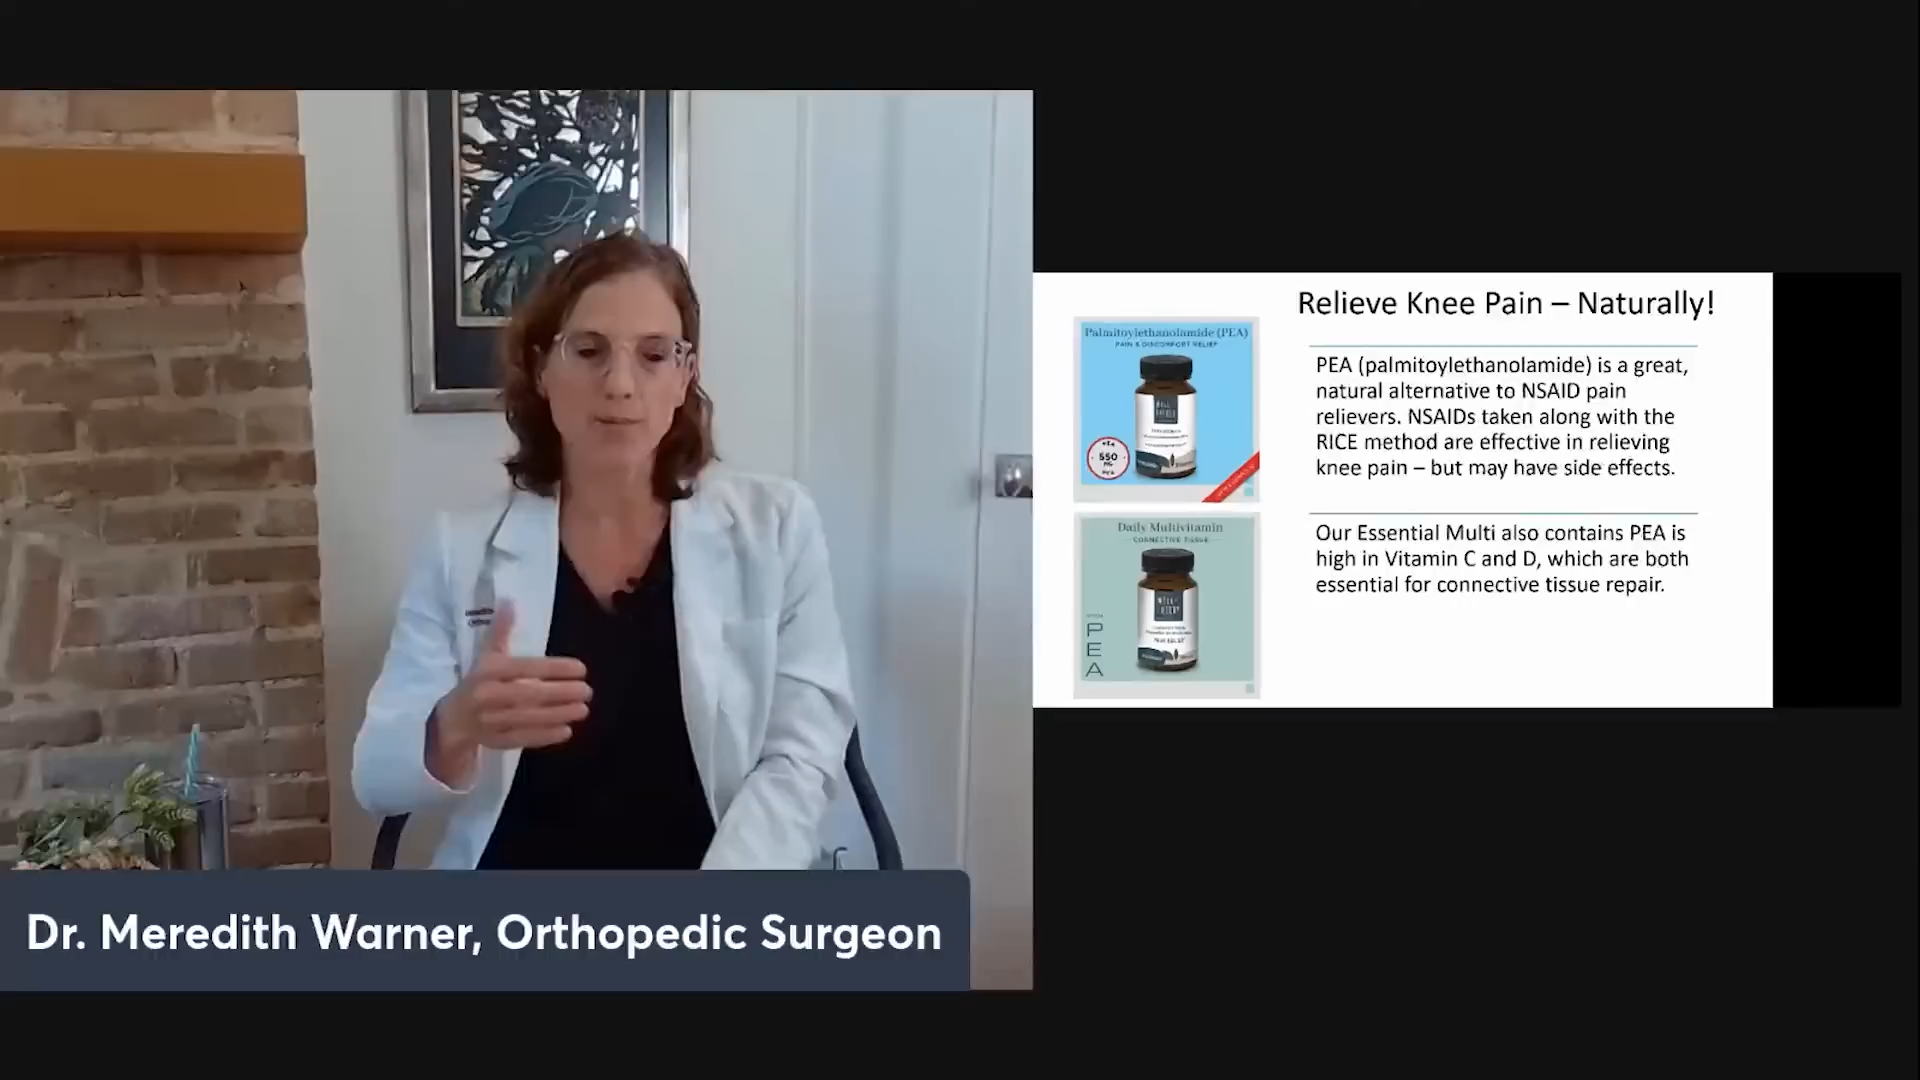 Dr. Meredith Warner, Orthopedic Surgeon
Relieve Knee Pain – Naturally!
Palmitoylethanolamide (PEA)
PAIN & DISCOMFORT RELIEF
550
MG
PEA
PEA (palmitoylethanolamide) is a great,
natural alternative to NSAID pain
relievers. NSAIDs taken along with the
RICE method are effective in relieving
knee pain – but may have side effects.
Daily Multivitamin
CONNECTIVE TISSUE
WELL
THEORY
P
E
A
Our Essential Multi also contains PEA is
high in Vitamin C and D, which are both
essential for connective tissue repair.